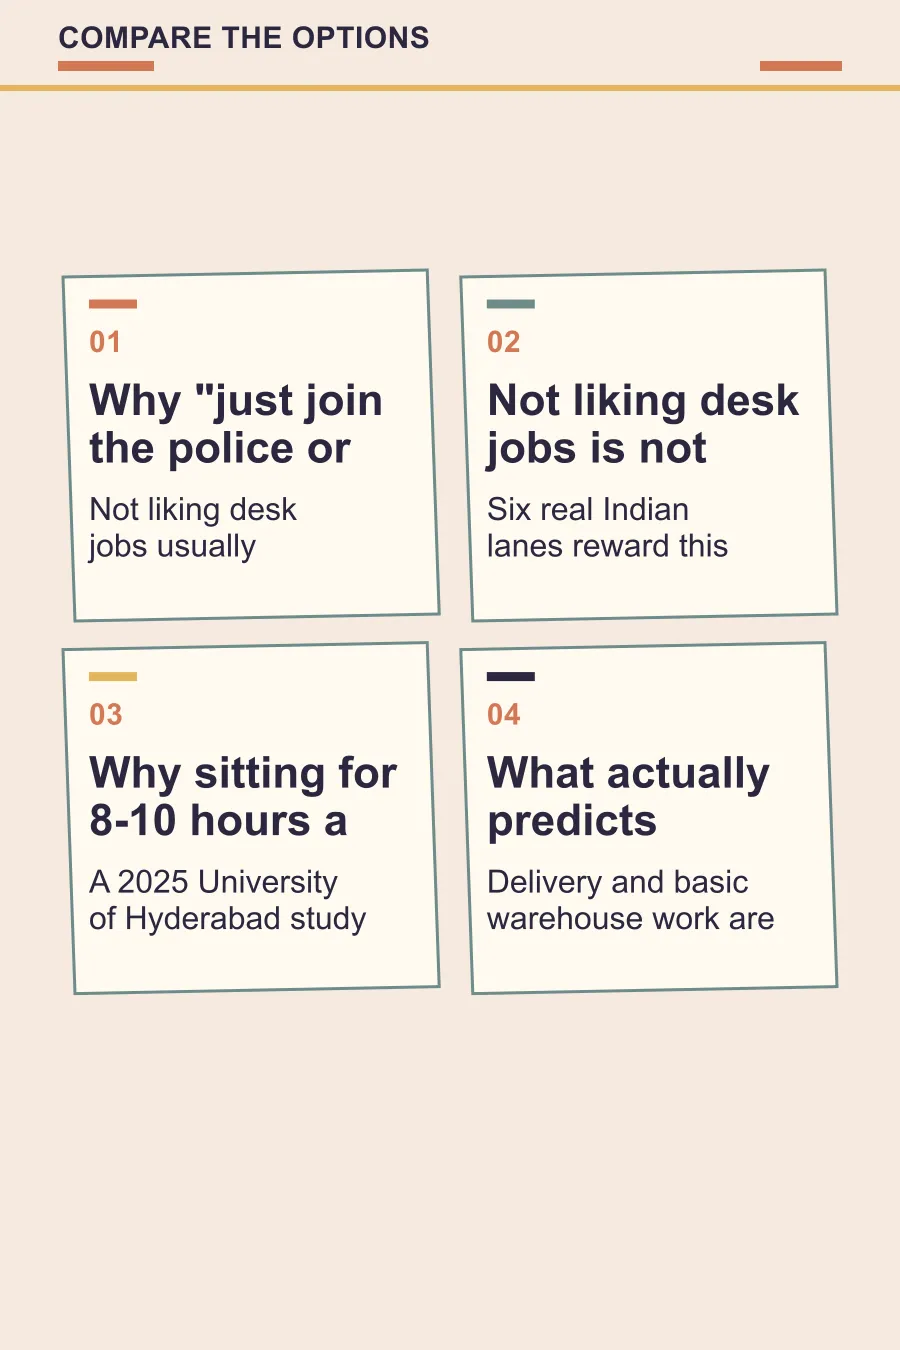 COMPARE THE OPTIONS
01
Why "just join
the police or
Not liking desk
jobs usually
02
Not liking desk
jobs is not
Six real Indian
lanes reward this
03
Why sitting for
8-10 hours a
A 2025 University
of Hyderabad study
04
What actually
predicts
Delivery and basic
warehouse work are